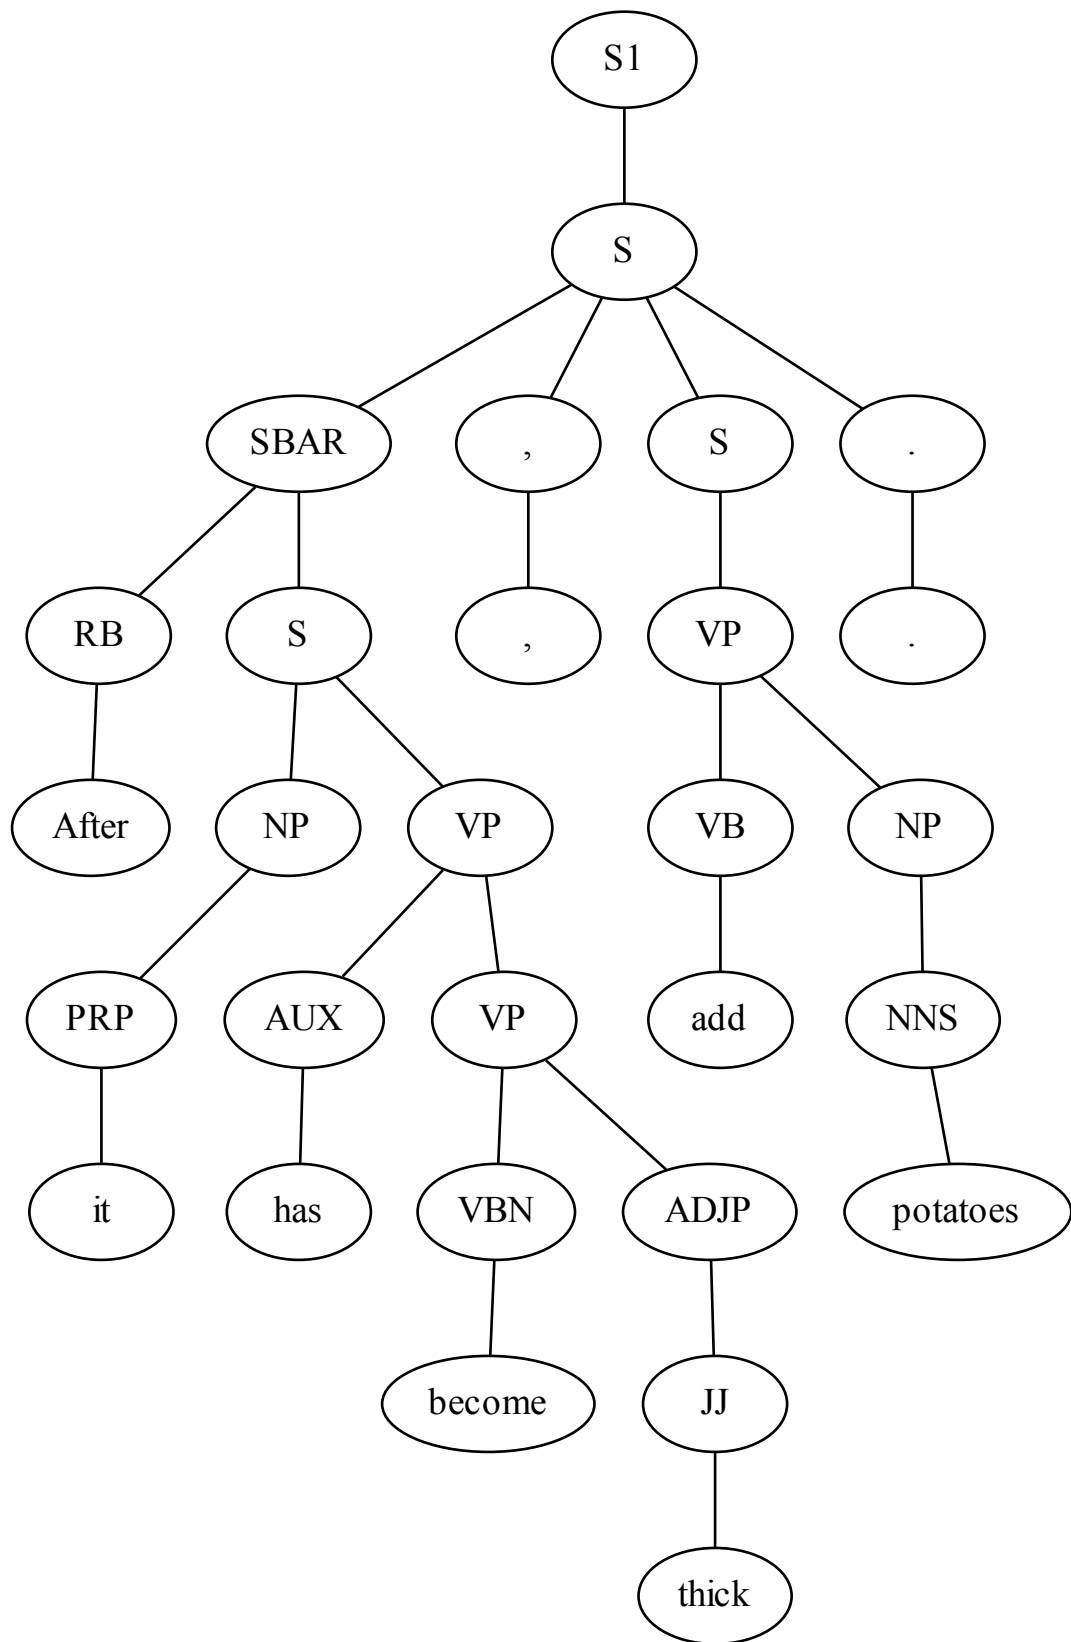 S1
S
SBAR , S .
RB S , VP .
After NP VP VB NP
PRP AUX VP add NNS
it has VBN ADJP potatoes
become JJ
thick